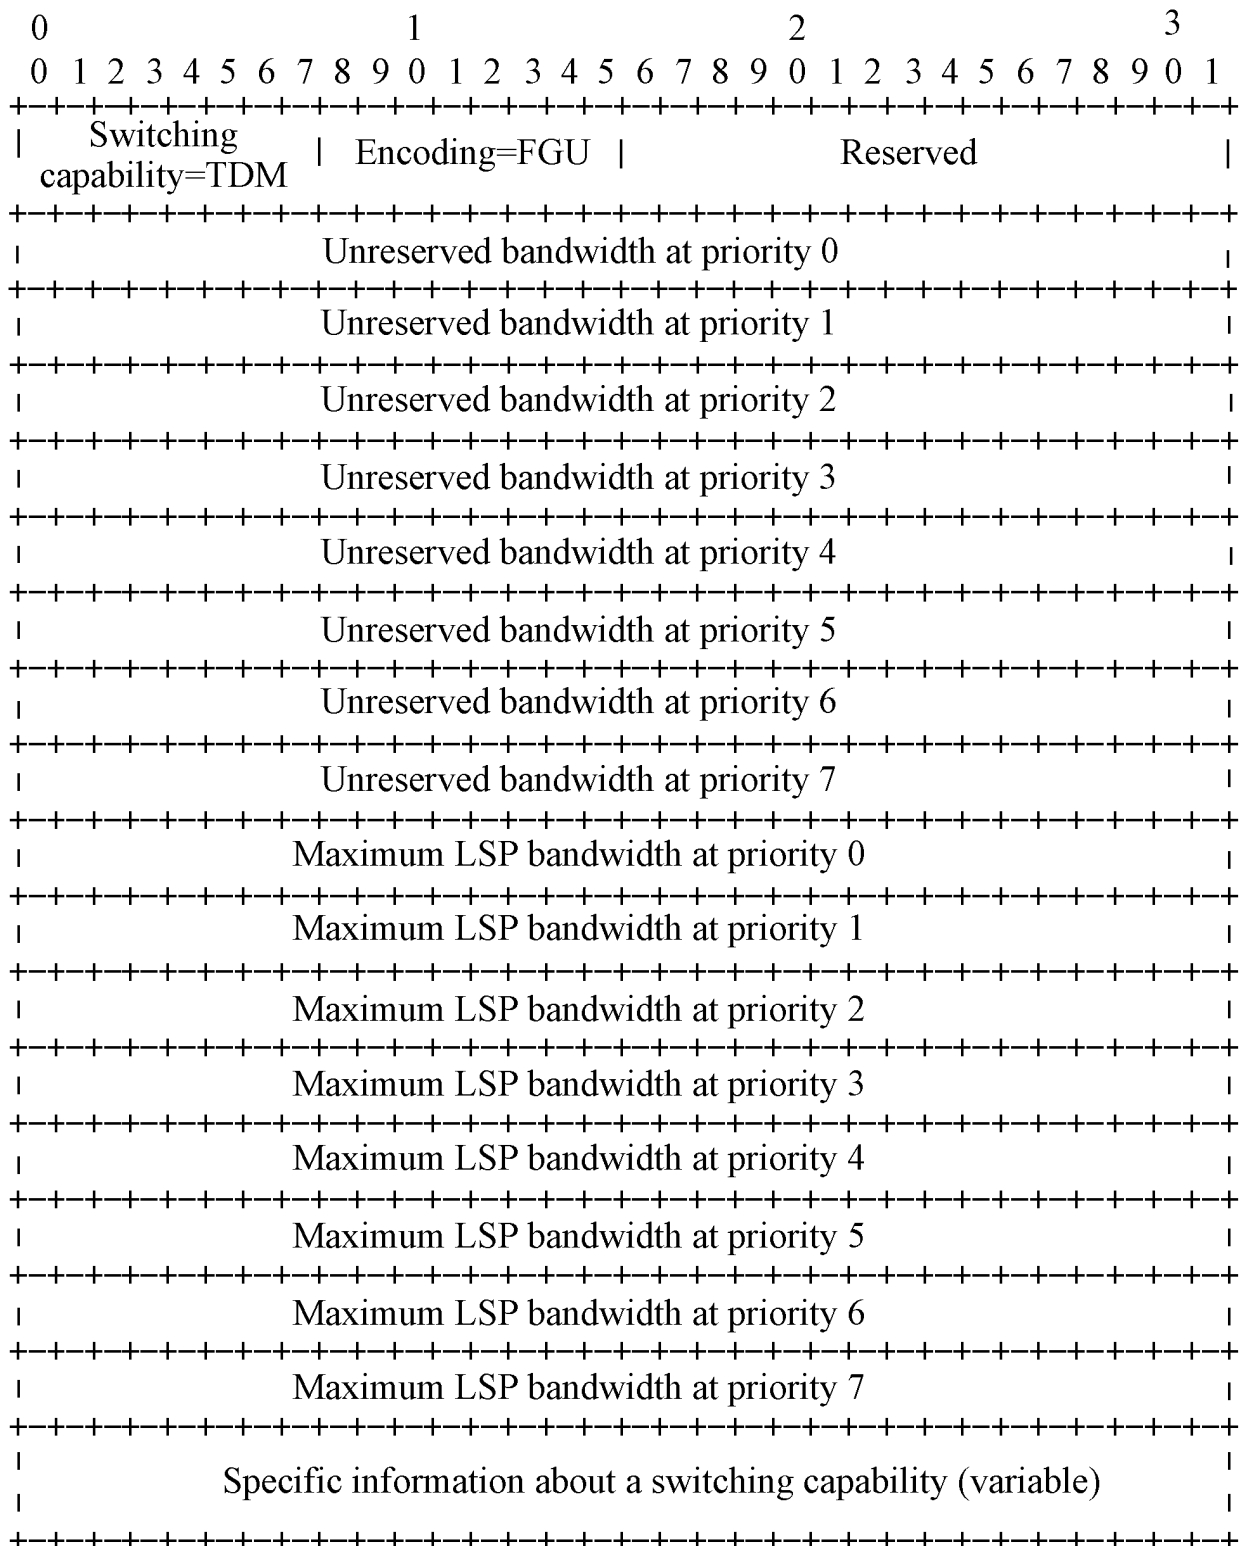 0 1 2 3
0 1 2 3 4 5 6 7 8 9 0 1 2 3 4 5 6 7 8 9 0 1 2 3 4 5 6 7 8 9 0 1
+-+-+-+-+-+-+-+-+-+-+-+-+-+-+-+-+-+-+-+-+-+-+-+-+-+-+-+-+-+-+-+-+
| Switching capability=TDM | Encoding=FGU | Reserved |
+-+-+-+-+-+-+-+-+-+-+-+-+-+-+-+-+-+-+-+-+-+-+-+-+-+-+-+-+-+-+-+-+
| Unreserved bandwidth at priority 0 |
+-+-+-+-+-+-+-+-+-+-+-+-+-+-+-+-+-+-+-+-+-+-+-+-+-+-+-+-+-+-+-+-+
| Unreserved bandwidth at priority 1 |
+-+-+-+-+-+-+-+-+-+-+-+-+-+-+-+-+-+-+-+-+-+-+-+-+-+-+-+-+-+-+-+-+
| Unreserved bandwidth at priority 2 |
+-+-+-+-+-+-+-+-+-+-+-+-+-+-+-+-+-+-+-+-+-+-+-+-+-+-+-+-+-+-+-+-+
| Unreserved bandwidth at priority 3 |
+-+-+-+-+-+-+-+-+-+-+-+-+-+-+-+-+-+-+-+-+-+-+-+-+-+-+-+-+-+-+-+-+
| Unreserved bandwidth at priority 4 |
+-+-+-+-+-+-+-+-+-+-+-+-+-+-+-+-+-+-+-+-+-+-+-+-+-+-+-+-+-+-+-+-+
| Unreserved bandwidth at priority 5 |
+-+-+-+-+-+-+-+-+-+-+-+-+-+-+-+-+-+-+-+-+-+-+-+-+-+-+-+-+-+-+-+-+
| Unreserved bandwidth at priority 6 |
+-+-+-+-+-+-+-+-+-+-+-+-+-+-+-+-+-+-+-+-+-+-+-+-+-+-+-+-+-+-+-+-+
| Unreserved bandwidth at priority 7 |
+-+-+-+-+-+-+-+-+-+-+-+-+-+-+-+-+-+-+-+-+-+-+-+-+-+-+-+-+-+-+-+-+
| Maximum LSP bandwidth at priority 0 |
+-+-+-+-+-+-+-+-+-+-+-+-+-+-+-+-+-+-+-+-+-+-+-+-+-+-+-+-+-+-+-+-+
| Maximum LSP bandwidth at priority 1 |
+-+-+-+-+-+-+-+-+-+-+-+-+-+-+-+-+-+-+-+-+-+-+-+-+-+-+-+-+-+-+-+-+
| Maximum LSP bandwidth at priority 2 |
+-+-+-+-+-+-+-+-+-+-+-+-+-+-+-+-+-+-+-+-+-+-+-+-+-+-+-+-+-+-+-+-+
| Maximum LSP bandwidth at priority 3 |
+-+-+-+-+-+-+-+-+-+-+-+-+-+-+-+-+-+-+-+-+-+-+-+-+-+-+-+-+-+-+-+-+
| Maximum LSP bandwidth at priority 4 |
+-+-+-+-+-+-+-+-+-+-+-+-+-+-+-+-+-+-+-+-+-+-+-+-+-+-+-+-+-+-+-+-+
| Maximum LSP bandwidth at priority 5 |
+-+-+-+-+-+-+-+-+-+-+-+-+-+-+-+-+-+-+-+-+-+-+-+-+-+-+-+-+-+-+-+-+
| Maximum LSP bandwidth at priority 6 |
+-+-+-+-+-+-+-+-+-+-+-+-+-+-+-+-+-+-+-+-+-+-+-+-+-+-+-+-+-+-+-+-+
| Maximum LSP bandwidth at priority 7 |
+-+-+-+-+-+-+-+-+-+-+-+-+-+-+-+-+-+-+-+-+-+-+-+-+-+-+-+-+-+-+-+-+
| Specific information about a switching capability (variable) |
+-+-+-+-+-+-+-+-+-+-+-+-+-+-+-+-+-+-+-+-+-+-+-+-+-+-+-+-+-+-+-+-+